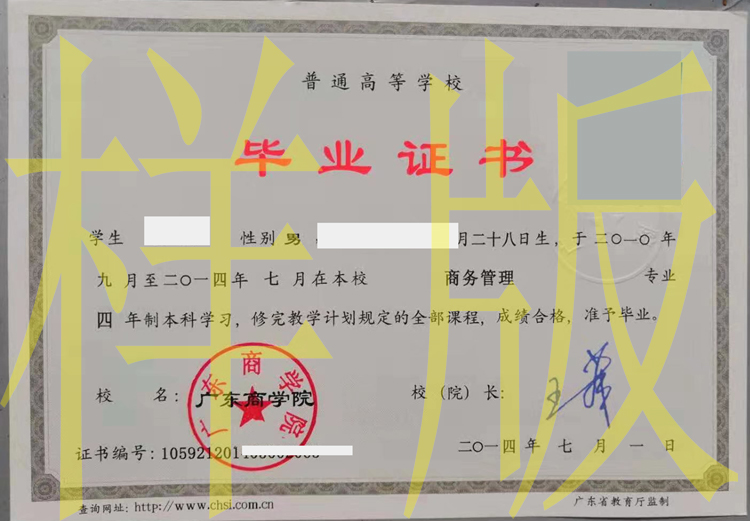 普通高等学校
毕业证书
学生 性别 男 月二十八日生，于二〇一〇年
九 月至二〇一四年 七 月在本校 商务管理 专业
四 年制本科学习，修完教学计划规定的全部课程，成绩合格，准予毕业。
校 名：广东商学院 校（院）长：
广东商学院
证书编号：105921201
二〇一四年 七 月 一 日
查询网址：http://www.chsi.com.cn 广东省教育厅监制
样版